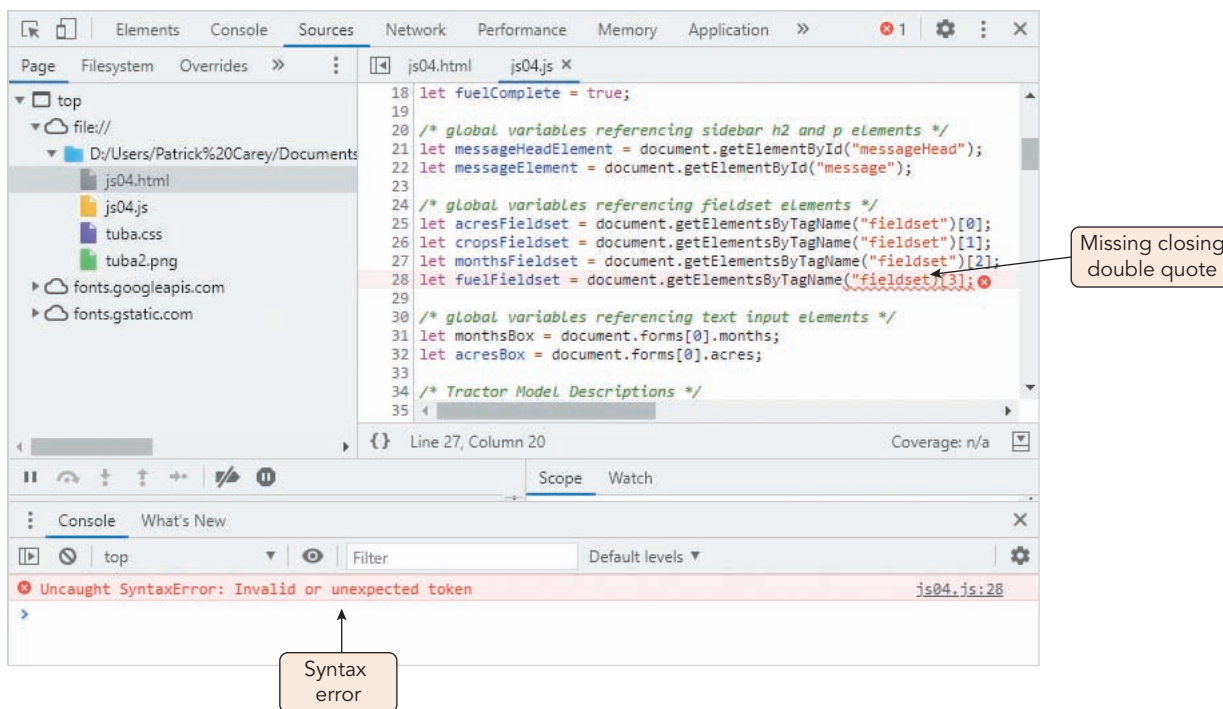 Elements Console Sources Network Performance Memory Application » 1
Page Filesystem Overrides » js04.html js04.js ×
top
file://
D:/Users/Patrick%20Carey/Documents
js04.html
js04.js
tuba.css
tuba2.png
fonts.googleapis.com
fonts.gstatic.com
18 let fuelComplete = true;
19
20 /* global variables referencing sidebar h2 and p elements */
21 let messageHeadElement = document.getElementById("messageHead");
22 let messageElement = document.getElementById("message");
23
24 /* global variables referencing fieldset elements */
25 let acresFieldset = document.getElementsByTagName("fieldset")[0];
26 let cropsFieldset = document.getElementsByTagName("fieldset")[1];
27 let monthsFieldset = document.getElementsByTagName("fieldset")[2];
28 let fuelFieldset = document.getElementsByTagName("fieldset)[3];
29
30 /* global variables referencing text input elements */
31 let monthsBox = document.forms[0].months;
32 let acresBox = document.forms[0].acres;
33
34 /* Tractor Model Descriptions */
35
Missing closing
double quote
{} Line 27, Column 20 Coverage: n/a
Scope Watch
Console What's New
top Filter Default levels ▼
Uncaught SyntaxError: Invalid or unexpected token js04.js:28
>
Syntax
error